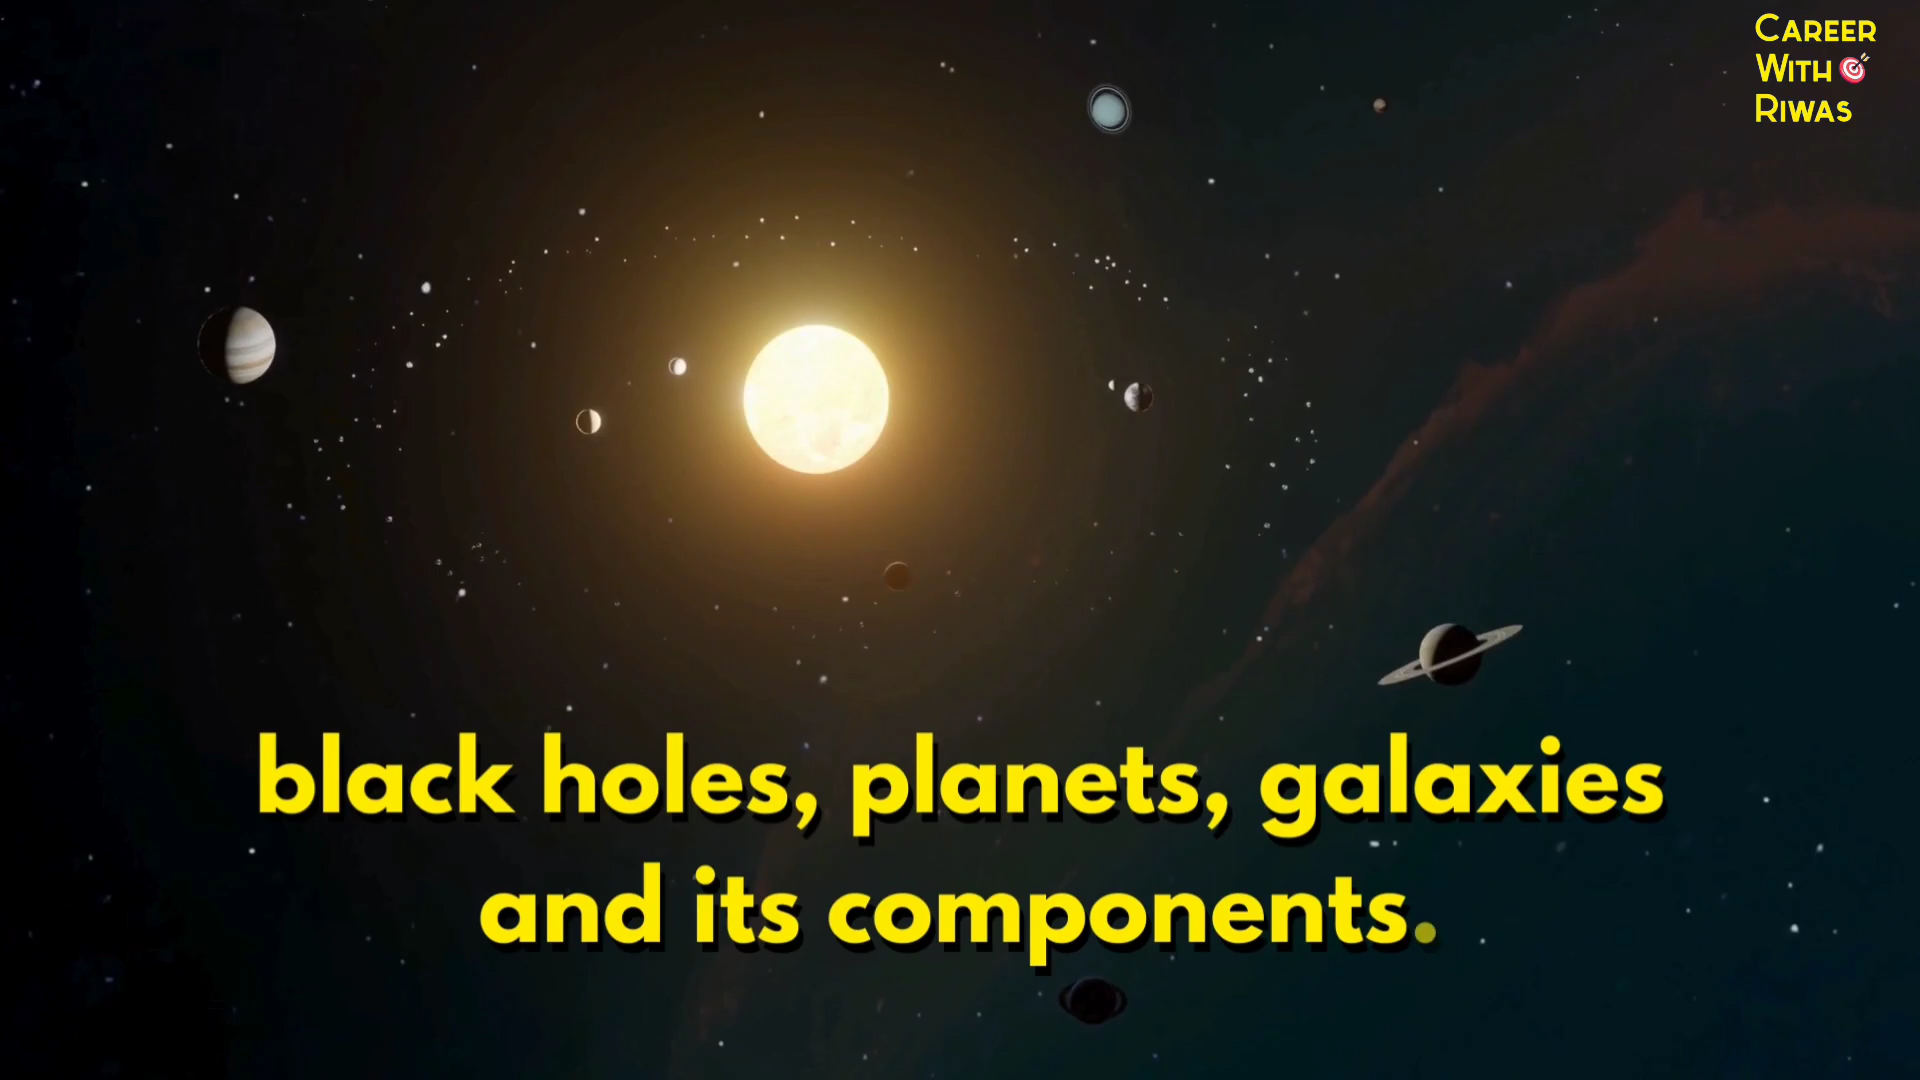 CAREER
WITH
RIWAS
black holes, planets, galaxies
and its components.